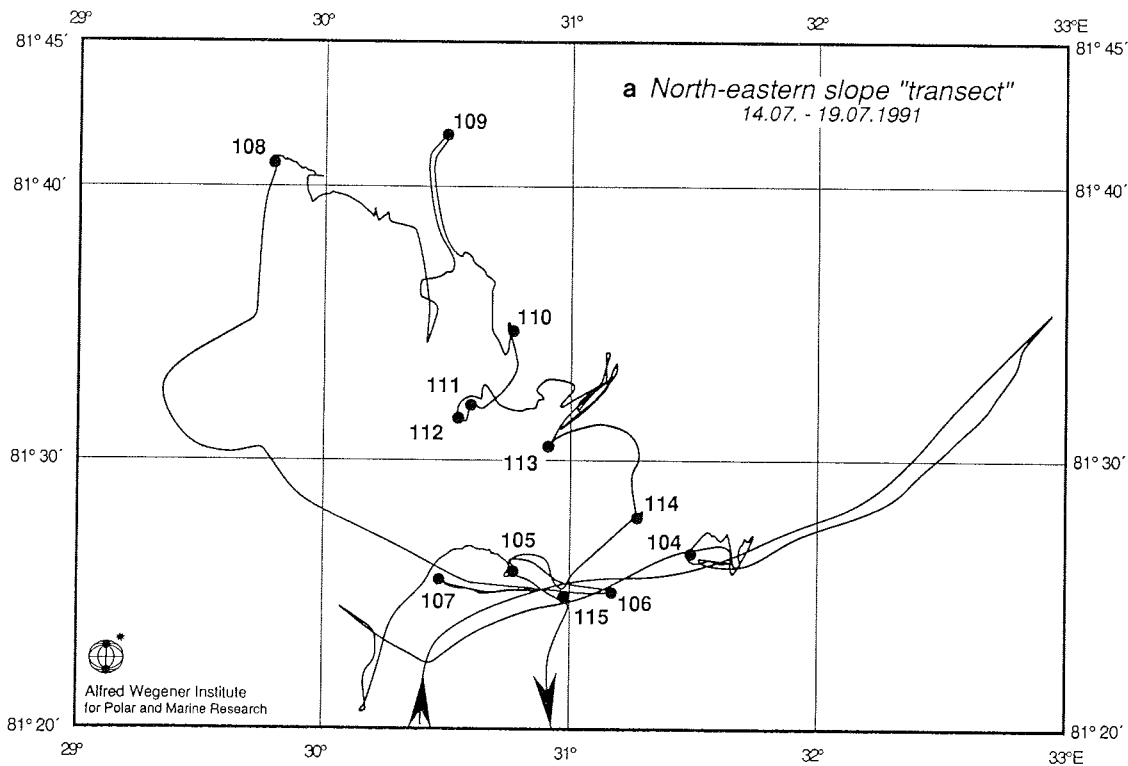 29° 30° 31° 32° 33°E
81° 45´ 81° 45´
a North-eastern slope "transect"
14.07. - 19.07.1991
109
108
81° 40´ 81° 40´
110
111
112
113
81° 30´ 81° 30´
114
105 104
107 106
115
Alfred Wegener Institute
for Polar and Marine Research
81° 20´ 81° 20´
29° 30° 31° 32° 33°E